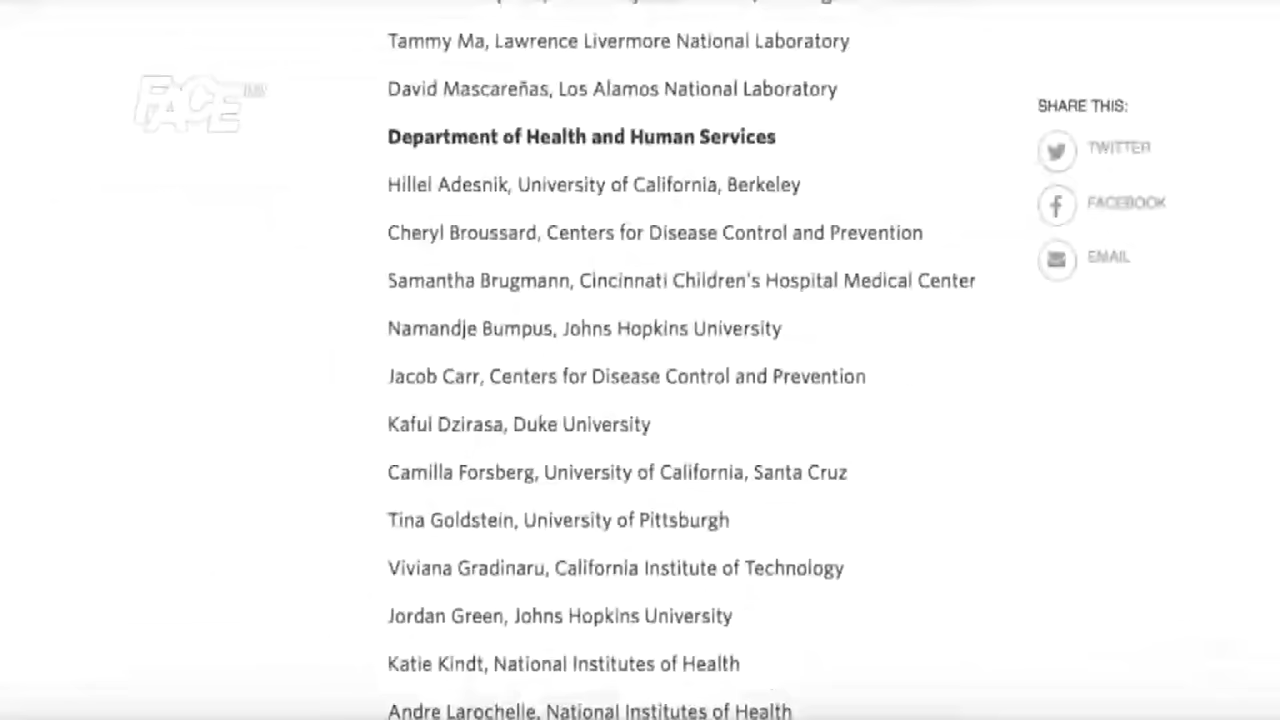 Tammy Ma, Lawrence Livermore National Laboratory
David Mascareñas, Los Alamos National Laboratory
FACE
SHARE THIS:
Department of Health and Human Services
TWITTER
Hillel Adesnik, University of California, Berkeley
FACEBOOK
Cheryl Broussard, Centers for Disease Control and Prevention
EMAIL
Samantha Brugmann, Cincinnati Children's Hospital Medical Center
Namandje Bumpus, Johns Hopkins University
Jacob Carr, Centers for Disease Control and Prevention
Kaful Dzirasa, Duke University
Camilla Forsberg, University of California, Santa Cruz
Tina Goldstein, University of Pittsburgh
Viviana Gradinaru, California Institute of Technology
Jordan Green, Johns Hopkins University
Katie Kindt, National Institutes of Health
Andre Larochelle, National Institutes of Health